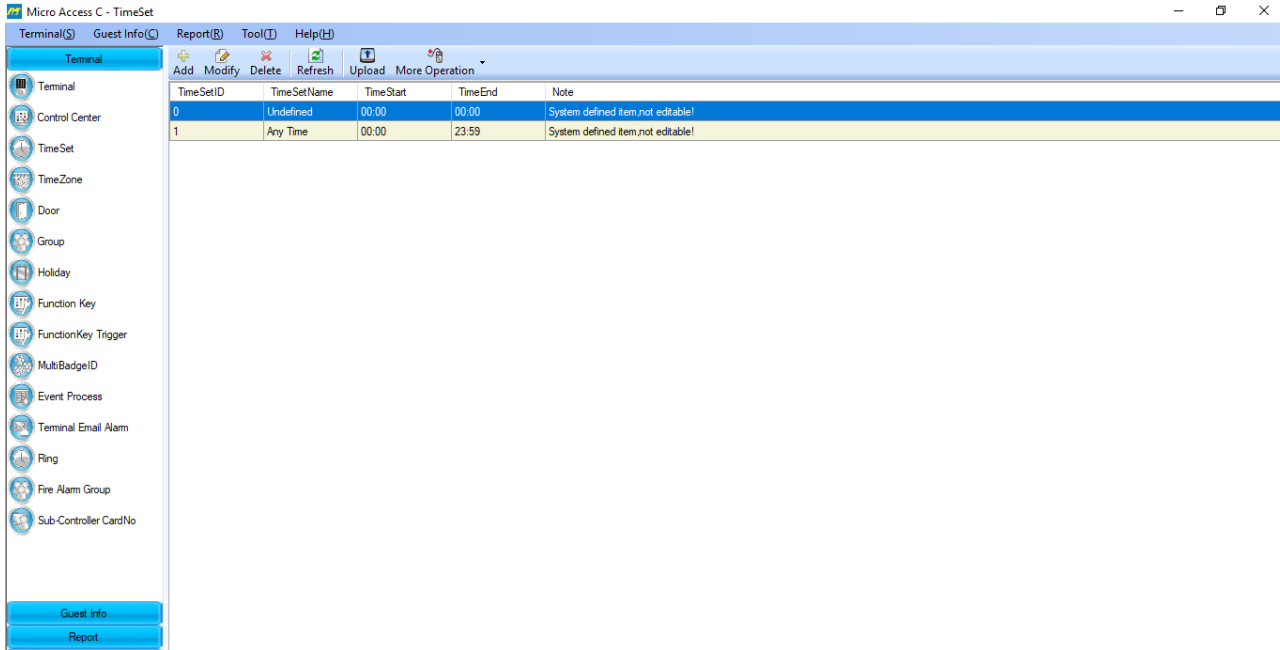 Micro Access C - TimeSet
Terminal(S) Guest Info(C) Report(R) Tool(T) Help(H)
Terminal
Terminal
Control Center
TimeSet
TimeZone
Door
Group
Holiday
Function Key
FunctionKey Trigger
MultiBadgeID
Event Process
Terminal Email Alarm
Ring
Fire Alarm Group
Sub-Controller CardNo
Guest Info
Report
Add Modify Delete Refresh Upload More Operation
TimeSetID TimeSetName TimeStart TimeEnd Note
0 Undefined 00:00 00:00 System defined item,not editable!
1 Any Time 00:00 23:59 System defined item,not editable!